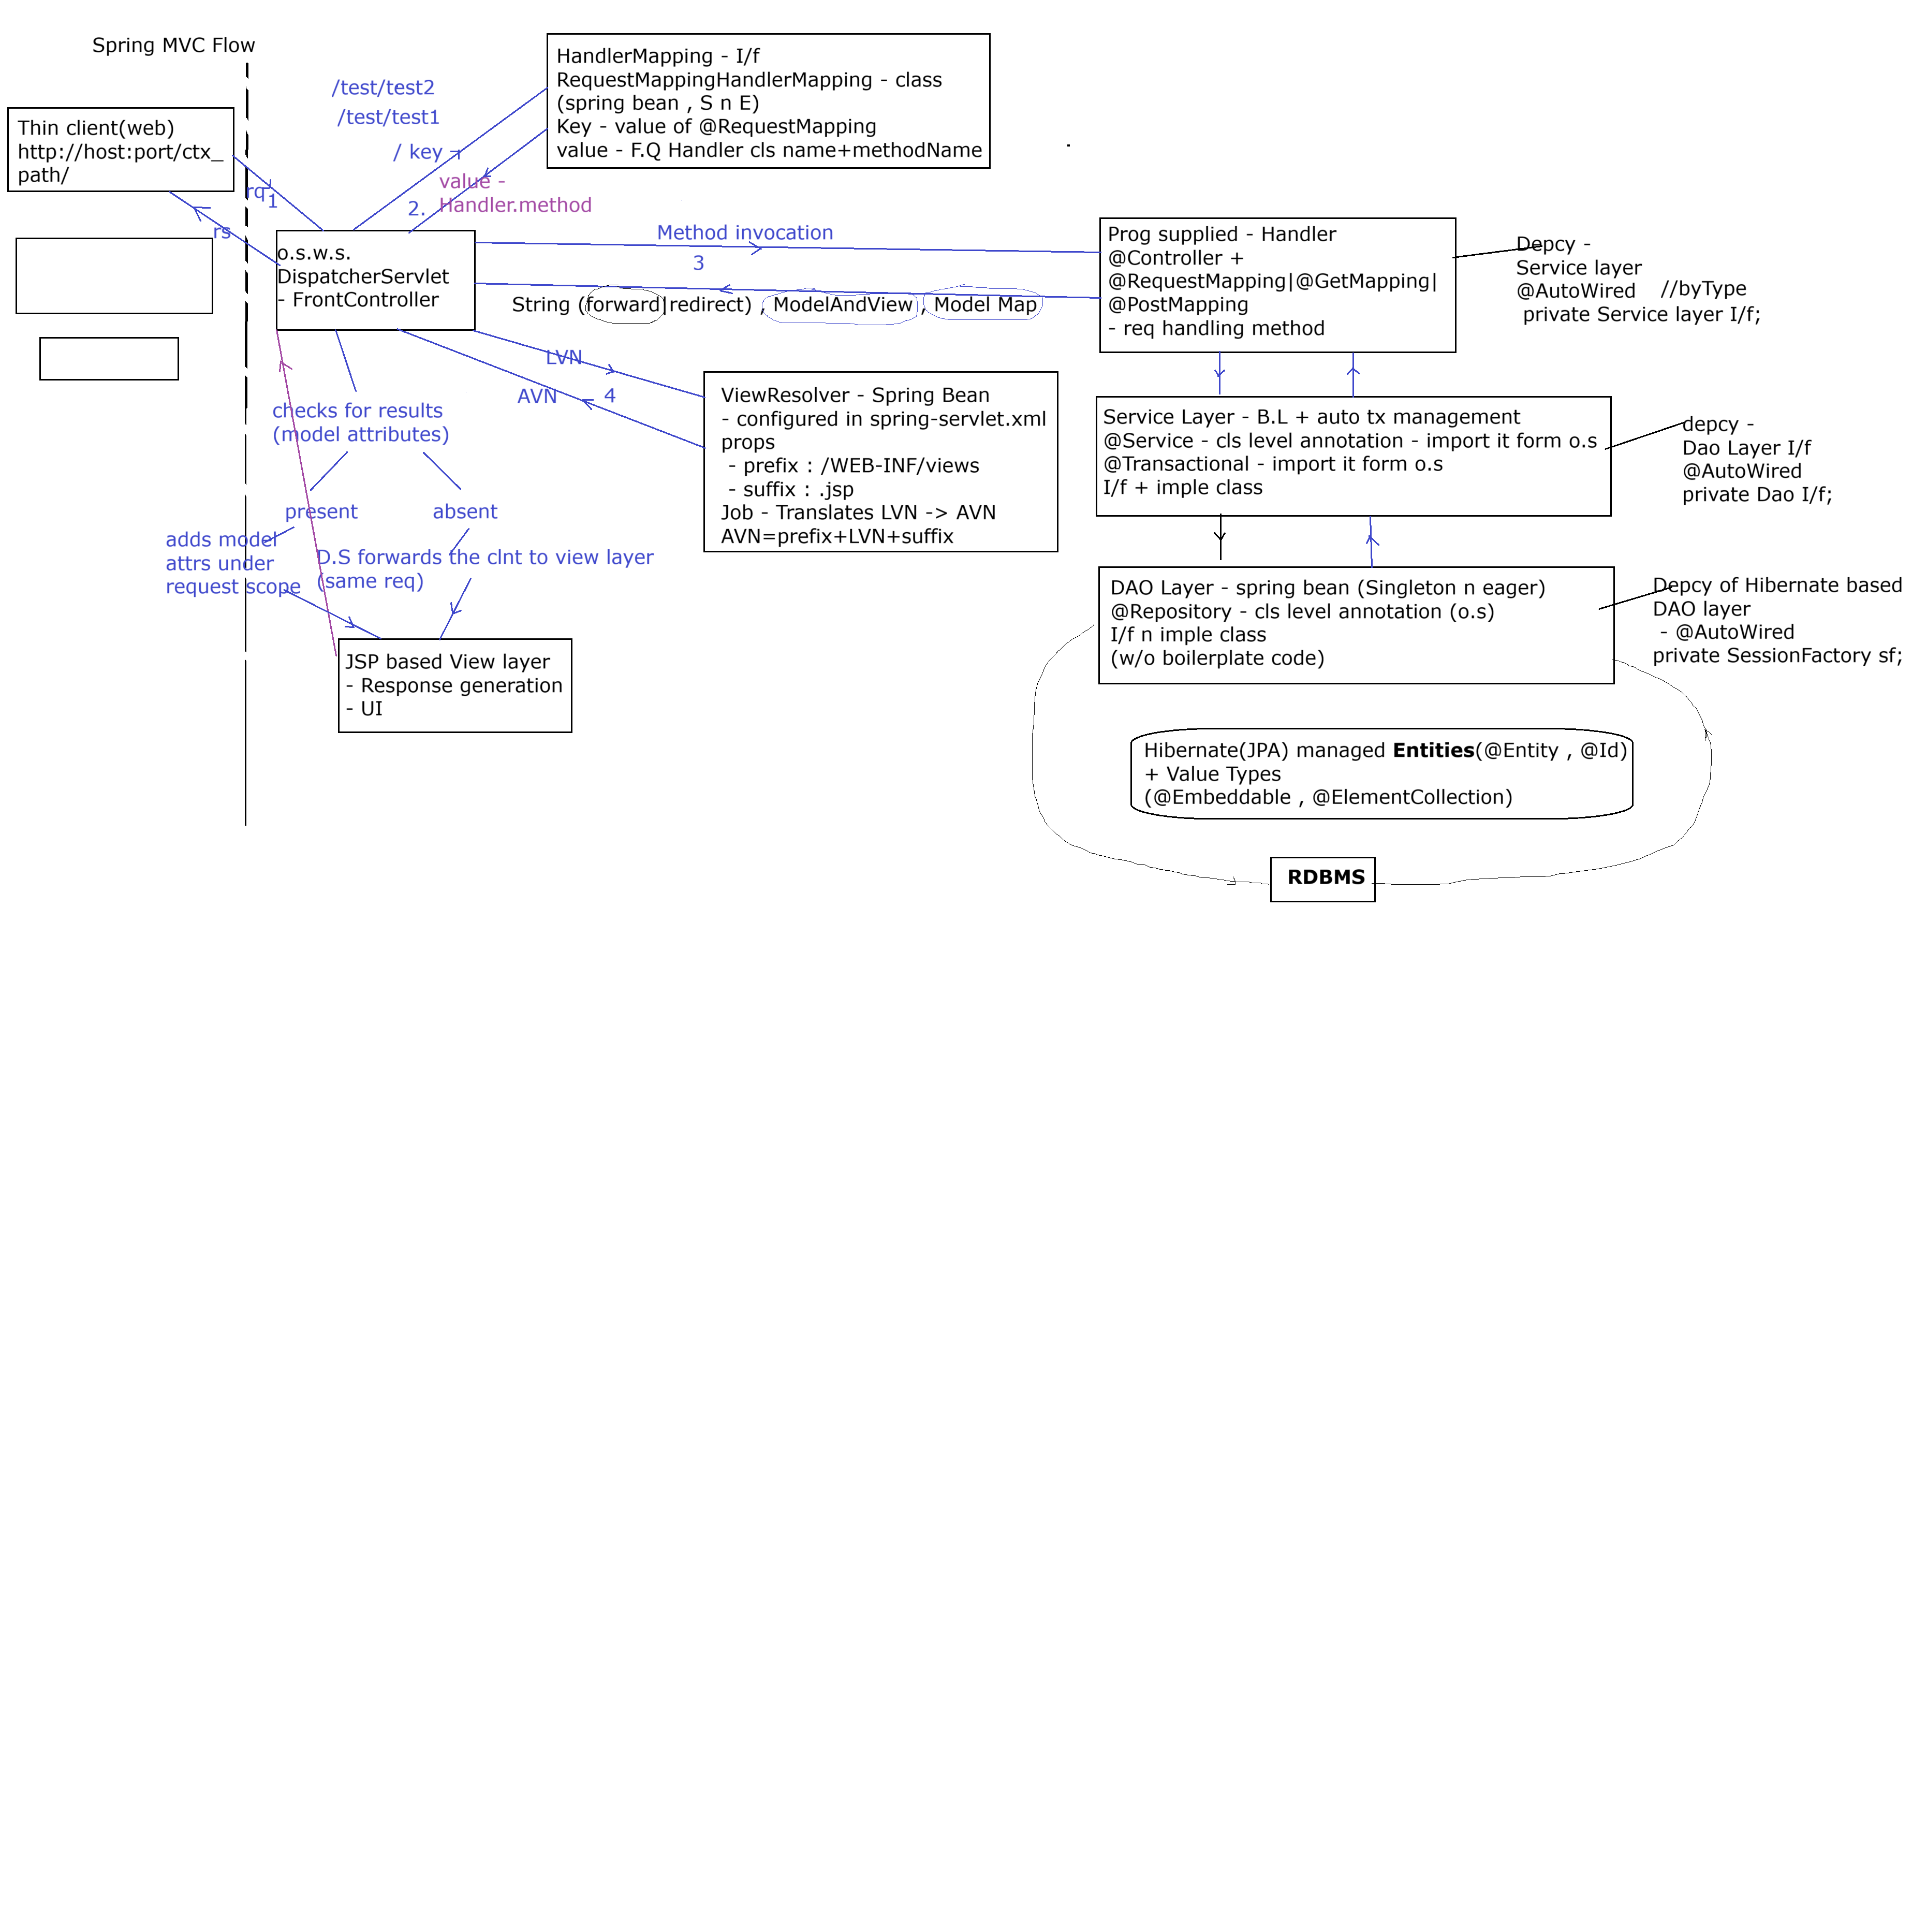 Spring MVC Flow
Thin client(web)
http://host:port/ctx_
path/
/test/test2
/test/test1
/ key
rq
1
rs
2.
value -
Handler.method
HandlerMapping - I/f
RequestMappingHandlerMapping - class
(spring bean , S n E)
Key - value of @RequestMapping
value - F.Q Handler cls name+methodName
o.s.w.s.
DispatcherServlet
- FrontController
Method invocation
3
String (forward|redirect) , ModelAndView , Model Map
Prog supplied - Handler
@Controller +
@RequestMapping|@GetMapping|
@PostMapping
- req handling method
Depcy -
Service layer
@AutoWired //byType
private Service layer I/f;
LVN
AVN
4
ViewResolver - Spring Bean
- configured in spring-servlet.xml
props
- prefix : /WEB-INF/views
- suffix : .jsp
Job - Translates LVN -> AVN
AVN=prefix+LVN+suffix
Service Layer - B.L + auto tx management
@Service - cls level annotation - import it form o.s
@Transactional - import it form o.s
I/f + imple class
depcy -
Dao Layer I/f
@AutoWired
private Dao I/f;
checks for results
(model attributes)
present
absent
adds model
attrs under
request scope
D.S forwards the clnt to view layer
(same req)
JSP based View layer
- Response generation
- UI
DAO Layer - spring bean (Singleton n eager)
@Repository - cls level annotation (o.s)
I/f n imple class
(w/o boilerplate code)
Depcy of Hibernate based
DAO layer
- @AutoWired
private SessionFactory sf;
Hibernate(JPA) managed Entities(@Entity , @Id)
+ Value Types
(@Embeddable , @ElementCollection)
RDBMS